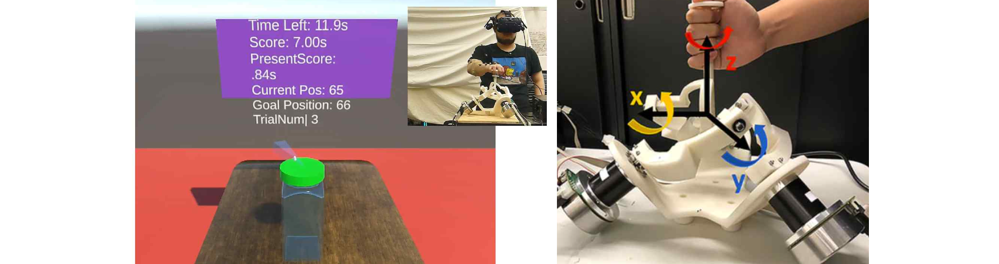 Time Left: 11.9s
Score: 7.00s
PresentScore:
.84s
Current Pos: 65
Goal Position: 66
TrialNum| 3
x
z
y